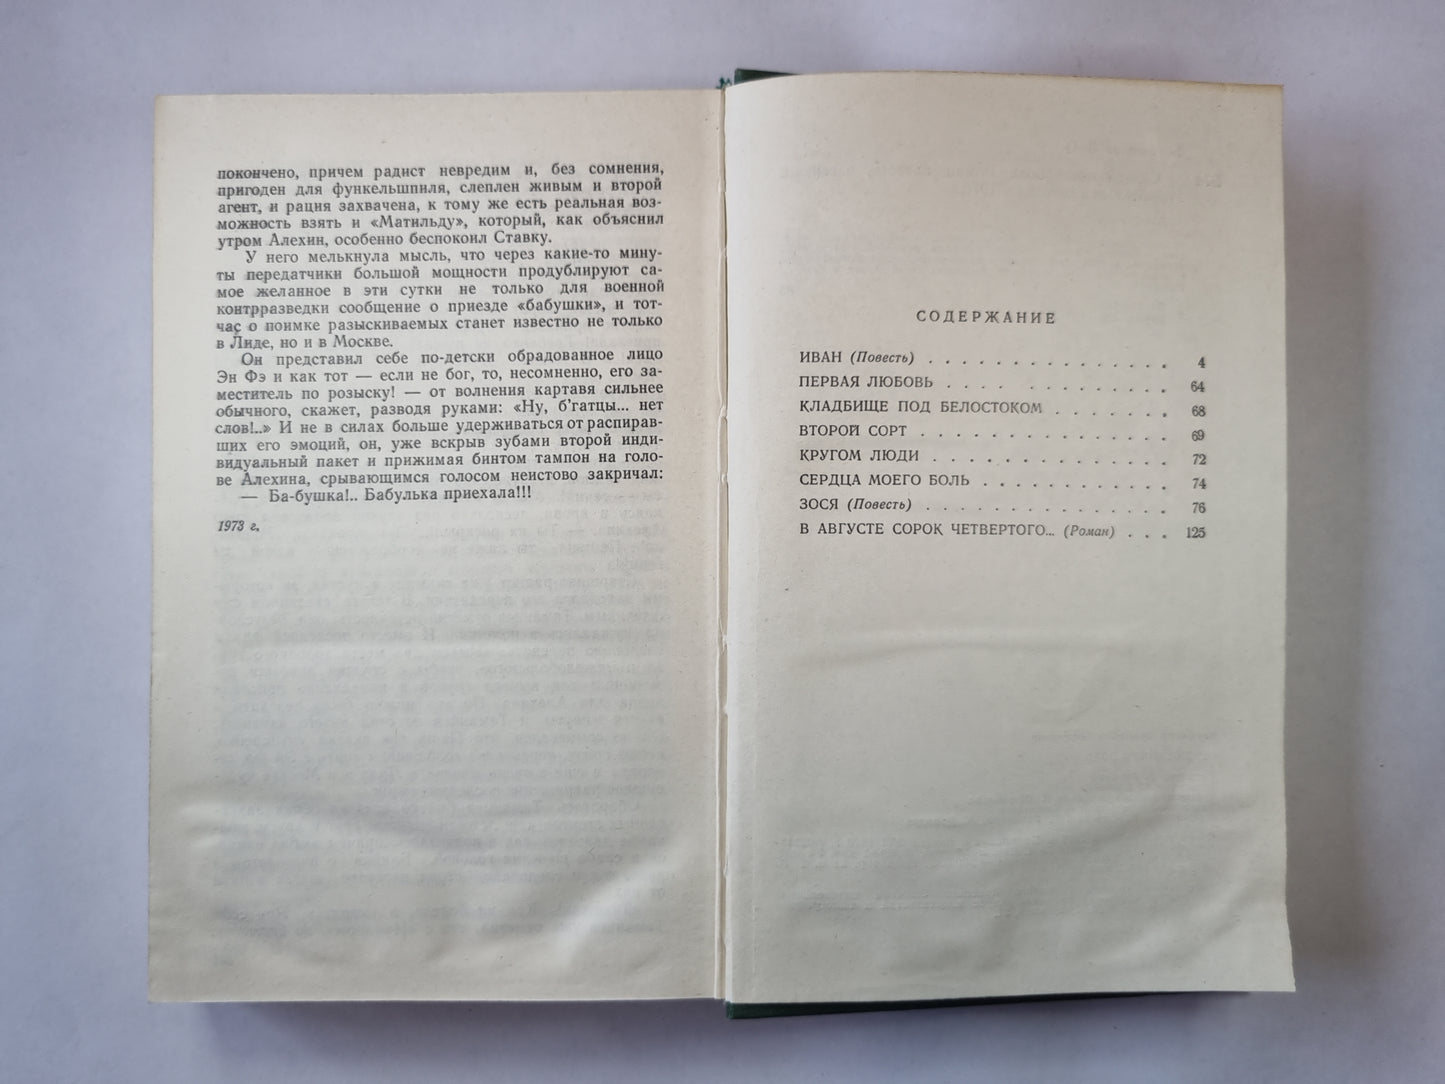 покончено, причем радист невредим и, без сомнения,
пригоден для функельшпиля, слеплен живым и второй
агент, и рация захвачена, к тому же есть реальная воз-
можность взять и «Матильду», который, как объяснил
утром Алехин, особенно беспокоил Ставку.
У него мелькнула мысль, что через какие-то мину-
ты передатчики большой мощности продублируют са-
мое желанное в эти сутки не только для военной
контрразведки сообщение о приезде «бабушки», и тот-
час о поимке разыскиваемых станет известно не только
в Лиде, но и в Москве.
Он представил себе по-детски обрадованное лицо
Эн Фэ и как тот — если не бог, то, несомненно, его за-
меститель по розыску! — от волнения картавя сильнее
обычного, скажет, разводя руками: «Ну, б'гатцы... нет
слов!..» И не в силах больше удерживаться от распирав-
ших его эмоций, он, уже вскрыв зубами второй инди-
видуальный пакет и прижимая бинтом тампон на голо-
ве Алехина, срывающимся голосом неистово закричал:
— Ба-бушка!.. Бабулька приехала!!!
1973 г.
СОДЕРЖАНИЕ
ИВАН (Повесть) . . . . . . . . . . . . . . 4
ПЕРВАЯ ЛЮБОВЬ . . . . . . . . . . . . 64
КЛАДБИЩЕ ПОД БЕЛОСТОКОМ . . . . . . . 68
ВТОРОЙ СОРТ . . . . . . . . . . . . . . 69
КРУГОМ ЛЮДИ . . . . . . . . . . . . . . 72
СЕРДЦА МОЕГО БОЛЬ . . . . . . . . . . . 74
ЗОСЯ (Повесть) . . . . . . . . . . . . . . 76
В АВГУСТЕ СОРОК ЧЕТВЕРТОГО... (Роман) . . . 125